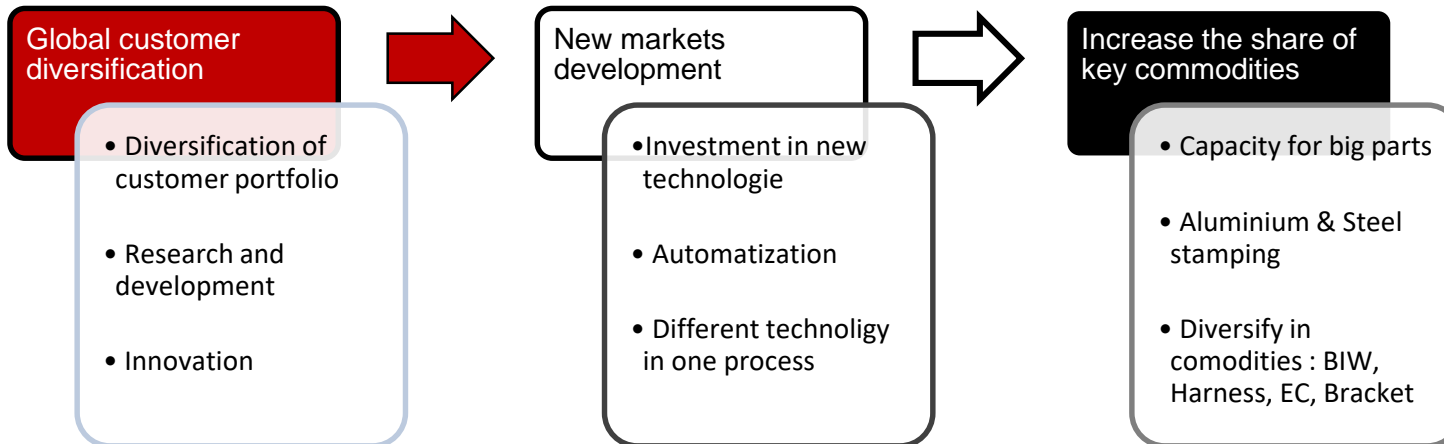 Global customer
diversification
• Diversification of
customer portfolio
• Research and
development
• Innovation
New markets
development
•Investment in new
technologie
• Automatization
• Different technoligy
in one process
Increase the share of
key commodities
• Capacity for big parts
• Aluminium & Steel
stamping
• Diversify in
comodities : BIW,
Harness, EC, Bracket